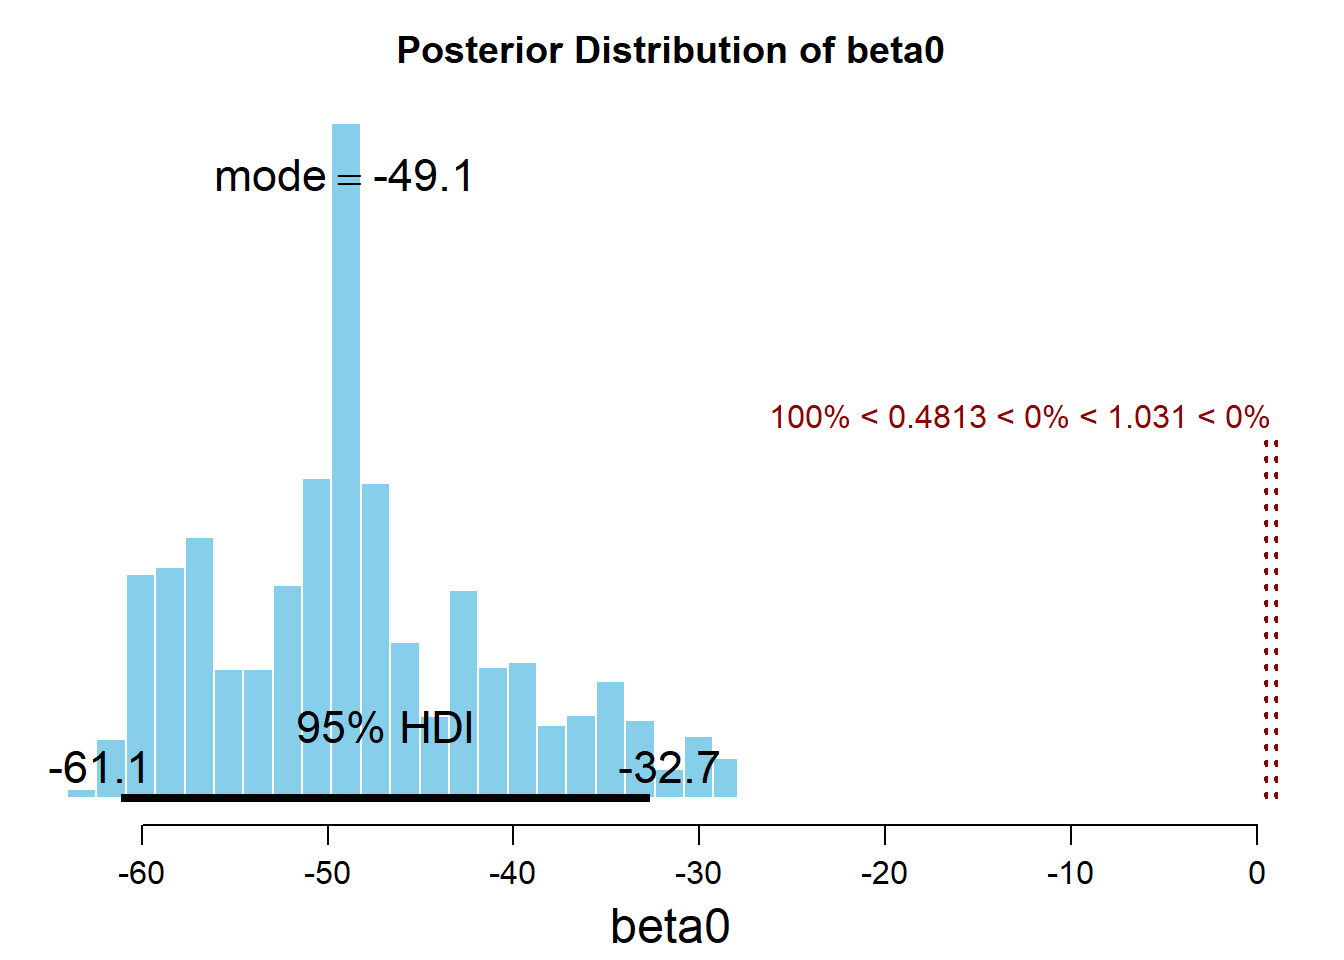 Posterior Distribution of beta0
mode = -49.1
100% < 0.4813 < 0% < 1.031 < 0%
95% HDI
-61.1 -32.7
-60 -50 -40 -30 -20 -10 0
beta0